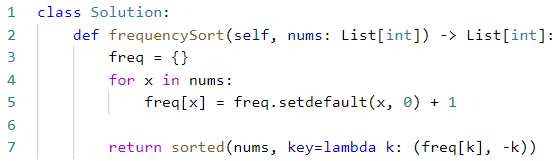 1 class Solution:
2     def frequencySort(self, nums: List[int]) -> List[int]:
3         freq = {}
4         for x in nums:
5             freq[x] = freq.setdefault(x, 0) + 1
6
7         return sorted(nums, key=lambda k: (freq[k], -k))